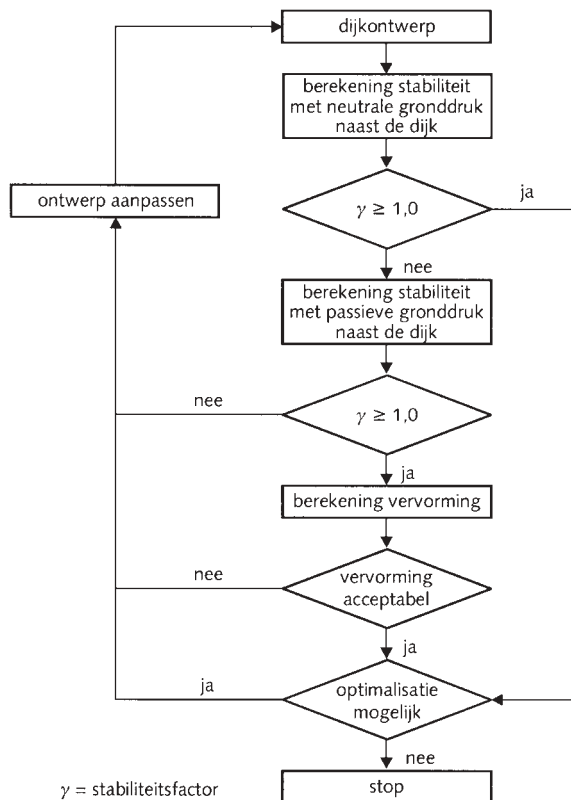 dijkontwerp
berekening stabiliteit
met neutrale gronddruk
naast de dijk
ontwerp aanpassen
γ ≥ 1,0
ja
nee
berekening stabiliteit
met passieve gronddruk
naast de dijk
nee
γ ≥ 1,0
ja
berekening vervorming
nee
vervorming
acceptabel
ja
ja
optimalisatie
mogelijk
nee
γ = stabiliteitsfactor
stop